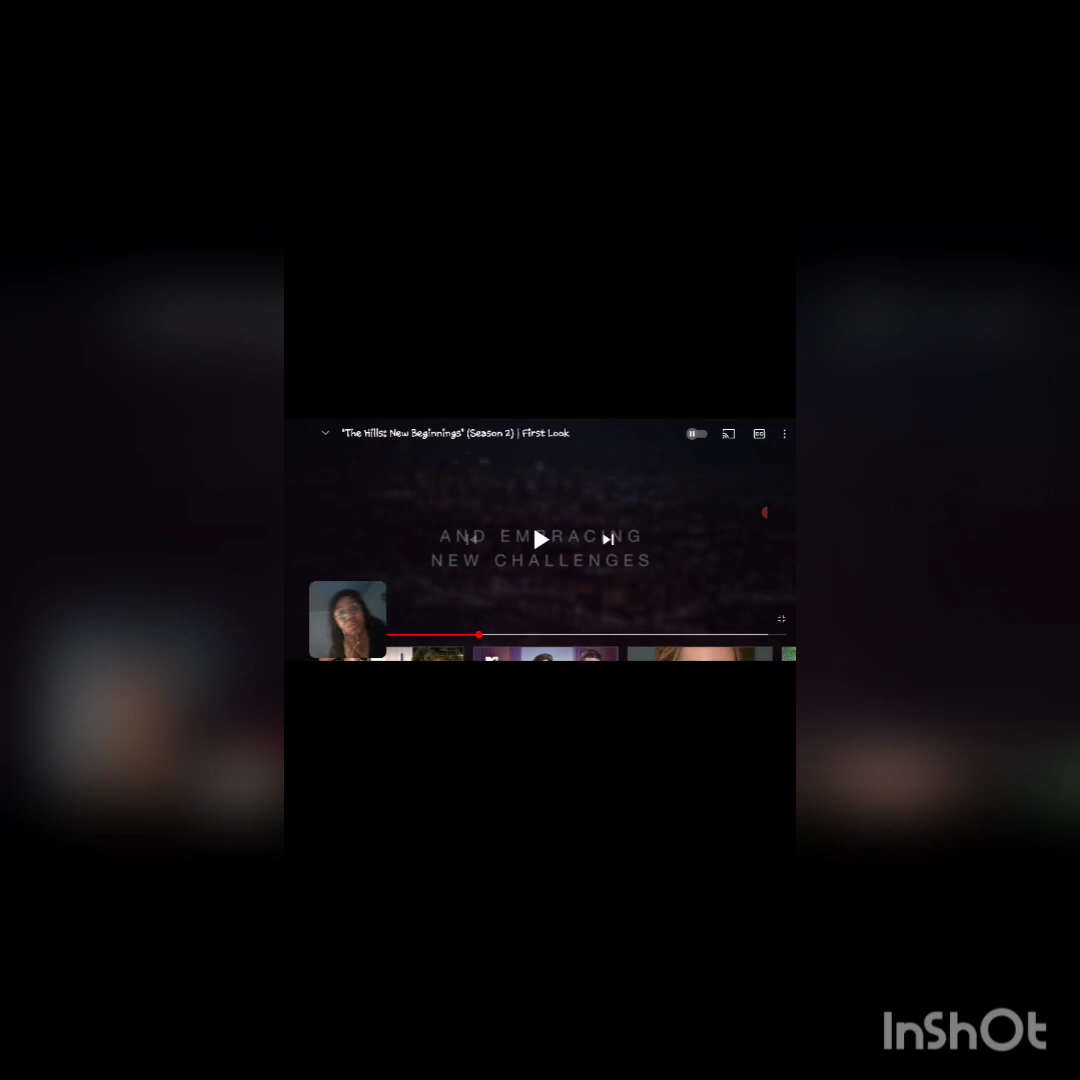 'The Hills: New Beginnings' (Season 2) | First Look
AND EMBRACING
NEW CHALLENGES
InShOt